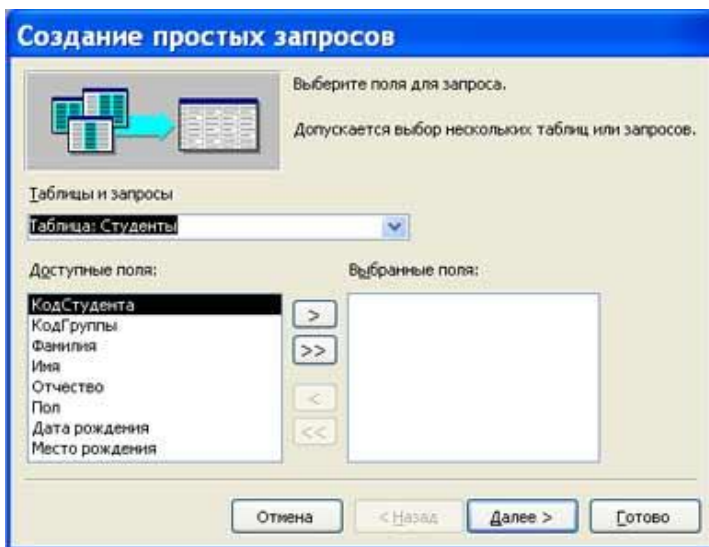 Создание простых запросов
Выберите поля для запроса.
Допускается выбор нескольких таблиц или запросов.
Таблицы и запросы
Таблица: Студенты
Доступные поля:
Выбранные поля:
КодСтудента
КодГруппы
Фамилия
Имя
Отчество
Пол
Дата рождения
Место рождения
>
>>
<
<<
Отмена
< Назад
Далее >
Готово